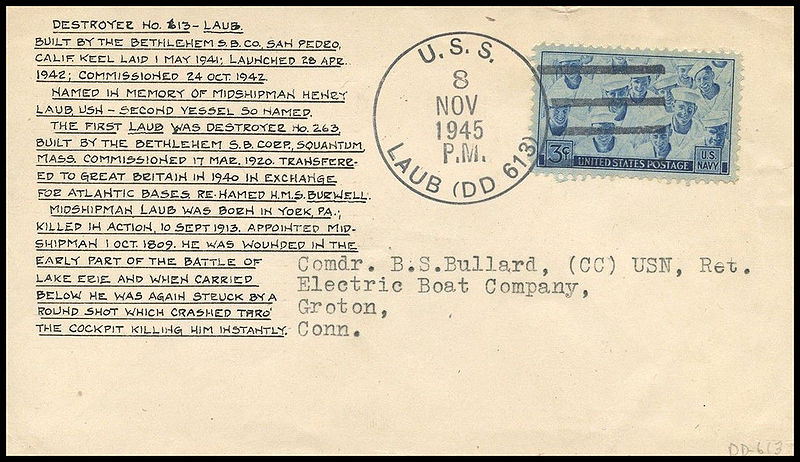 DESTROYER NO. 613 - LAUB.
BUILT BY THE BETHLEHEM S.B. CO., SAN PEDRO,
CALIF. KEEL LAID 1 MAY 1941; LAUNCHED 28 APR.
1942; COMMISSIONED 24 OCT. 1942.
NAMED IN MEMORY OF MIDSHIPMAN HENRY
LAUB, USN - SECOND VESSEL SO NAMED.
THE FIRST LAUB WAS DESTROYER NO. 263,
BUILT BY THE BETHLEHEM S.B. CORP., SQUANTUM,
MASS. COMMISSIONED 17 MAR. 1920. TRANSFERR-
ED TO GREAT BRITAIN IN 1940 IN EXCHANGE
FOR ATLANTIC BASES. RE-NAMED H.M.S. BURWELL.
MIDSHIPMAN LAUB WAS BORN IN YORK, PA.;
KILLED IN ACTION, 10 SEPT 1913. APPOINTED MID-
SHIPMAN 1 OCT. 1809. HE WAS WOUNDED IN THE
EARLY PART OF THE BATTLE OF
LAKE ERIE AND WHEN CARRIED
BELOW HE WAS AGAIN STRUCK BY A
ROUND SHOT WHICH CRASHED THRO'
THE COCKPIT KILLING HIM INSTANTLY.
U.S.S.
8
NOV
1945
P.M.
LAUB (DD 613)
3¢ UNITED STATES POSTAGE
U.S.
NAVY
Comdr. B.S.Bullard, (CC) USN, Ret.
Electric Boat Company,
Groton,
Conn.
DD-613